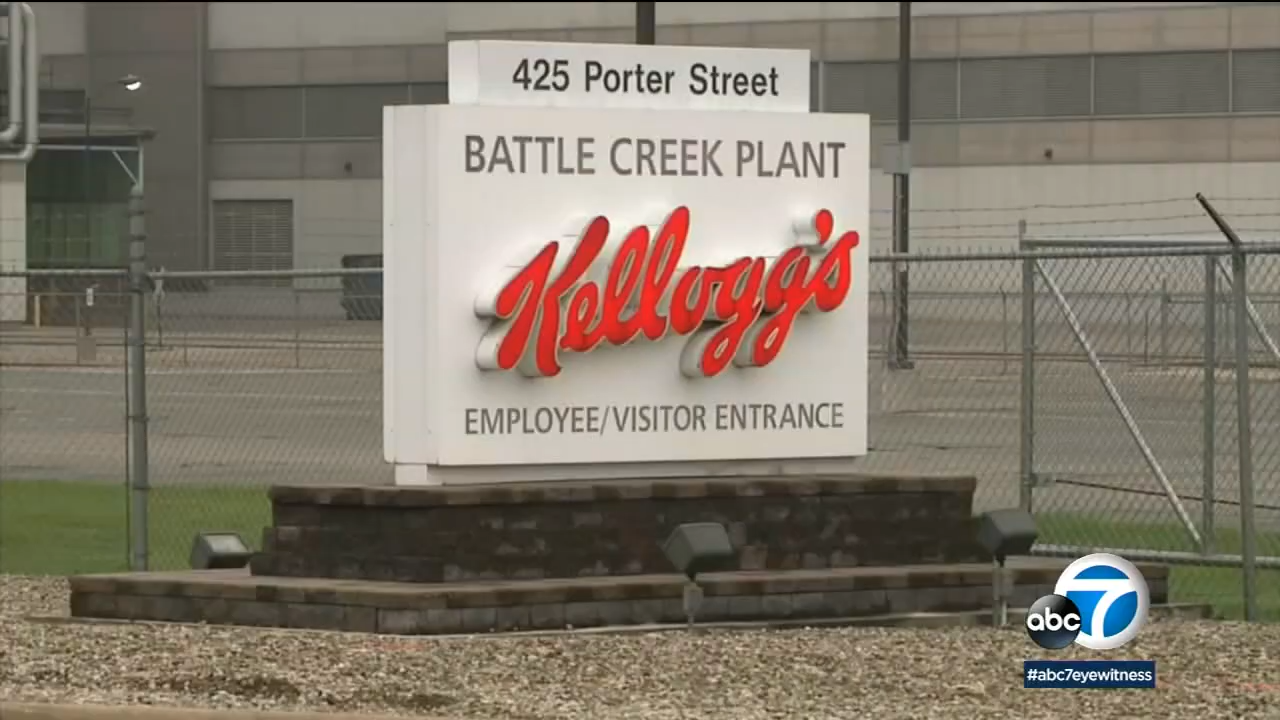 425 Porter Street
BATTLE CREEK PLANT
Kellogg's
EMPLOYEE/VISITOR ENTRANCE
abc 7
#abc7eyewitness